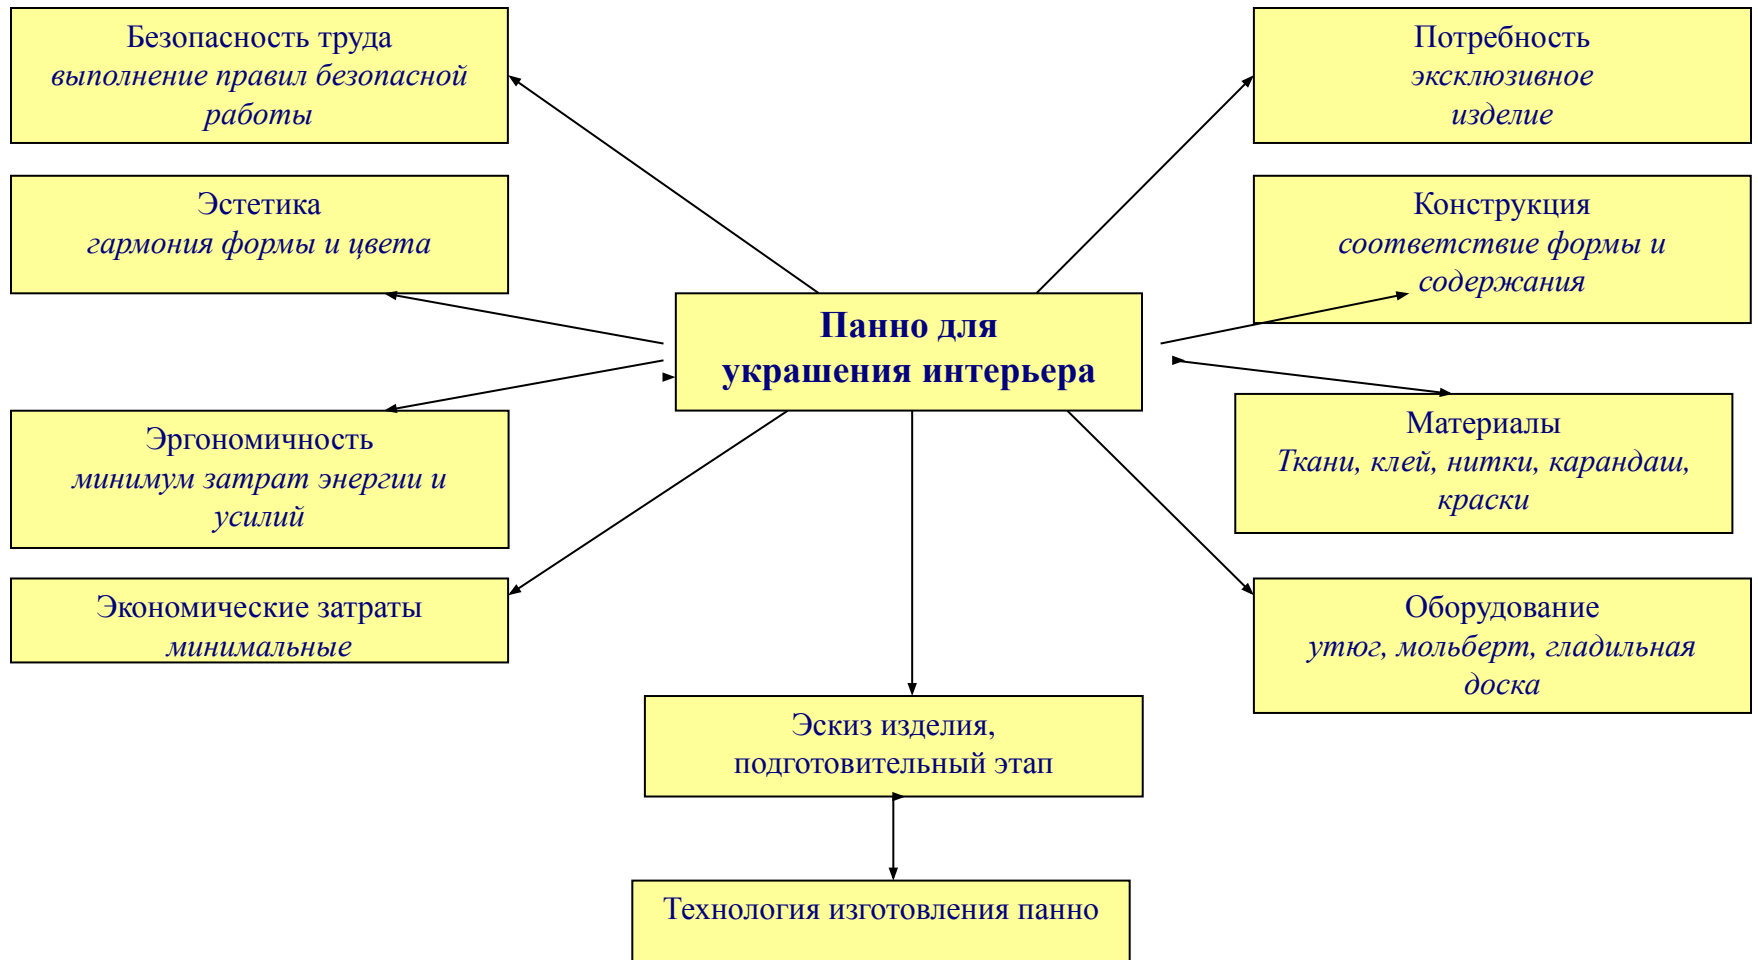 Безопасность труда
выполнение правил безопасной
работы
Потребность
эксклюзивное
изделие
Эстетика
гармония формы и цвета
Конструкция
соответствие формы и
содержания
Панно для
украшения интерьера
Эргономичность
минимум затрат энергии и
усилий
Материалы
Ткани, клей, нитки, карандаш,
краски
Экономические затраты
минимальные
Оборудование
утюг, мольберт, гладильная
доска
Эскиз изделия,
подготовительный этап
Технология изготовления панно